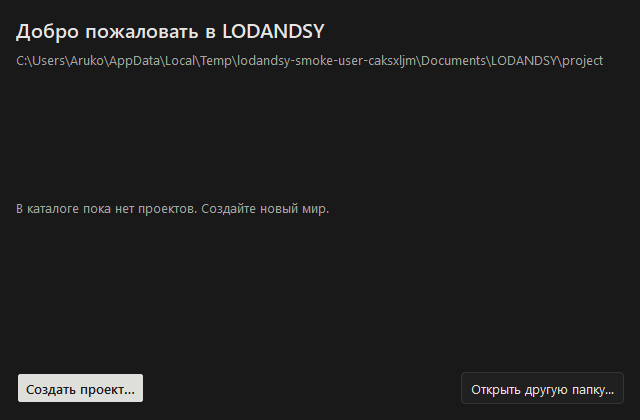 Добро пожаловать в LODANDSY
C:\Users\Aruko\AppData\Local\Temp\lodandsy-smoke-user-caksxljm\Documents\LODANDSY\project
В каталоге пока нет проектов. Создайте новый мир.
Создать проект...
Открыть другую папку...